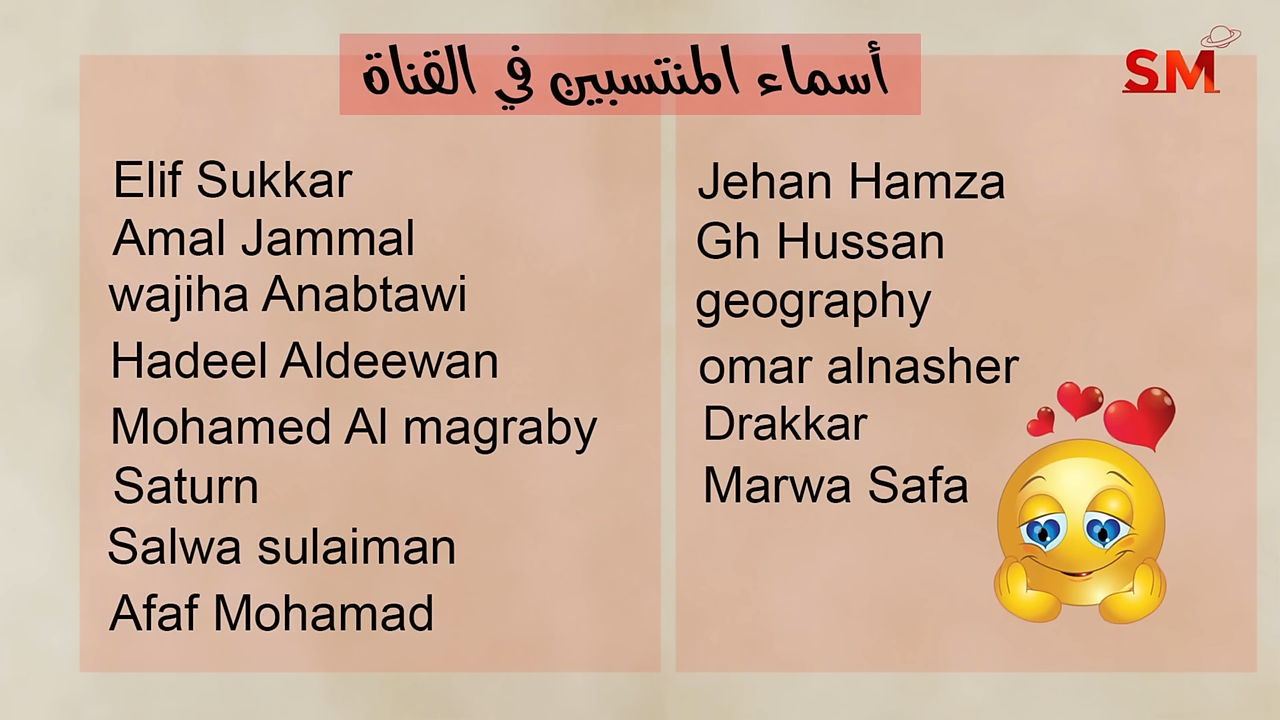 أسماء المنتسبين في القناة
SM
Elif Sukkar
Amal Jammal
wajiha Anabtawi
Hadeel Aldeewan
Mohamed Al magraby
Saturn
Salwa sulaiman
Afaf Mohamad
Jehan Hamza
Gh Hussan
geography
omar alnasher
Drakkar
Marwa Safa